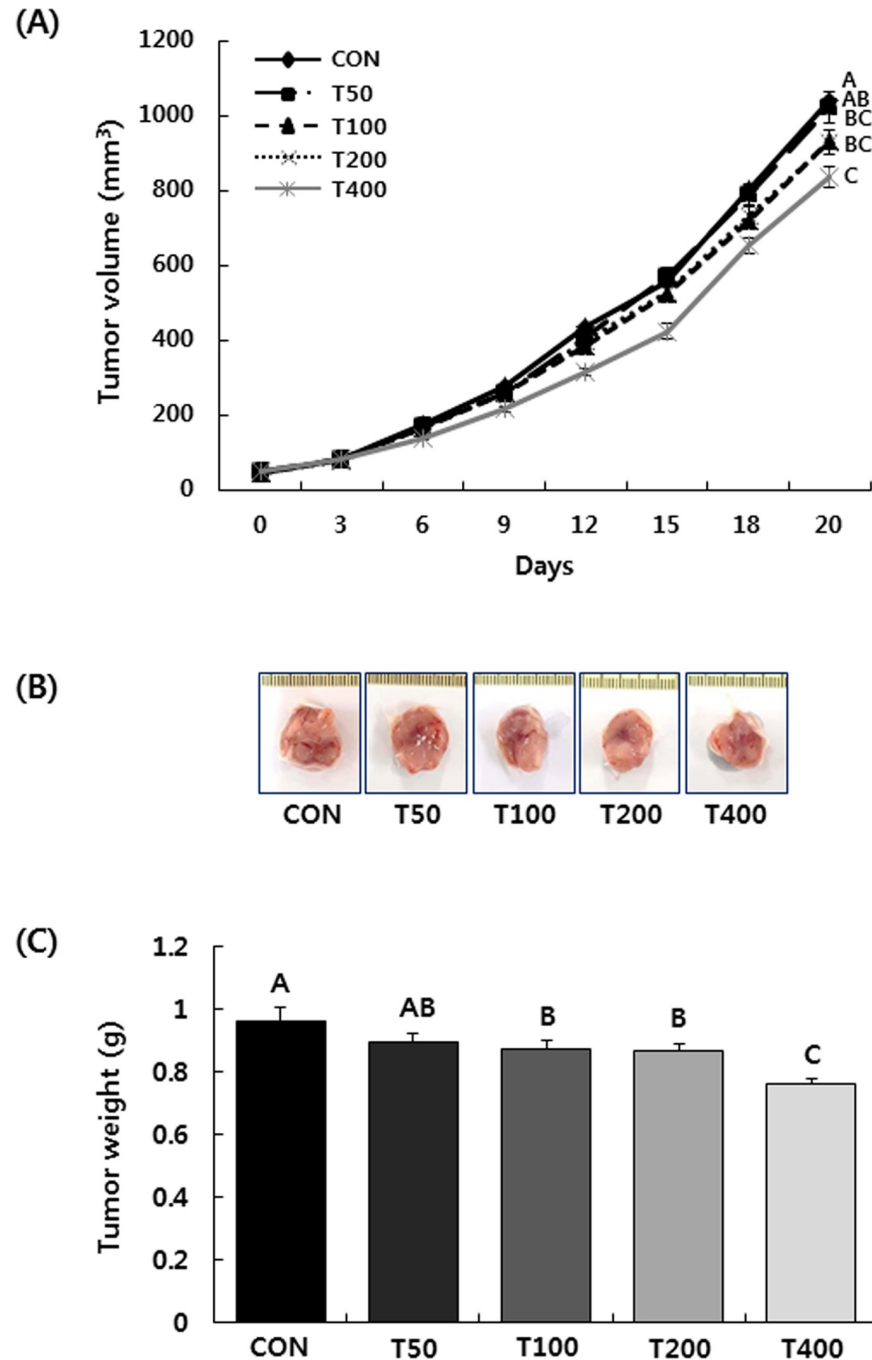 (A)
1200
1000
800
600
400
200
0
Tumor volume (mm³)
CON
T50
T100
T200
T400
A
AB
BC
BC
C
0 3 6 9 12 15 18 20
Days
(B)
CON T50 T100 T200 T400
(C)
1.2
1
0.8
0.6
0.4
0.2
0
Tumor weight (g)
A AB B B C
CON T50 T100 T200 T400